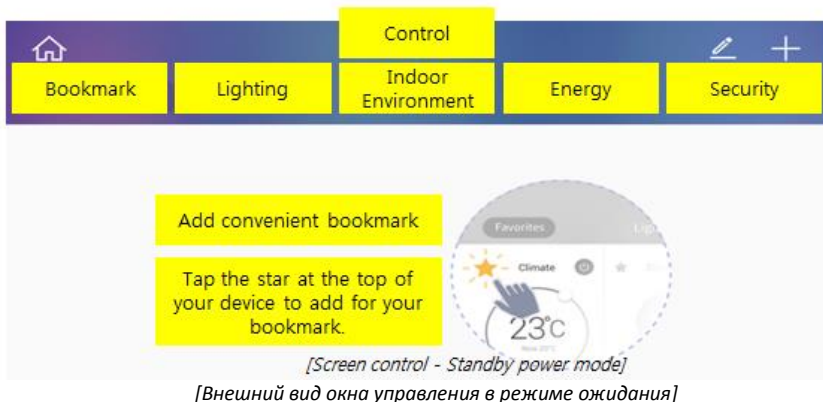 Control
Bookmark
Lighting
Indoor
Environment
Energy
Security
Add convenient bookmark
Tap the star at the top of
your device to add for your
bookmark.
Favorites
Climate
23°C
[Screen control - Standby power mode]
[Внешний вид окна управления в режиме ожидания]